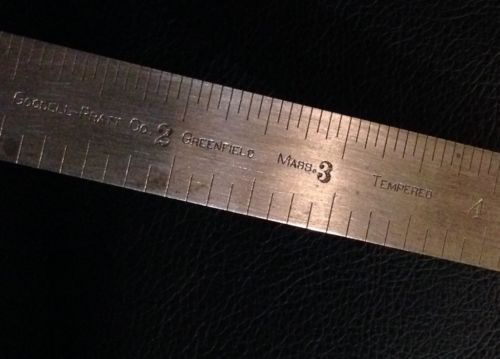 Goodell-Pratt Co. 2 Greenfield Mass. 3 Tempered 4